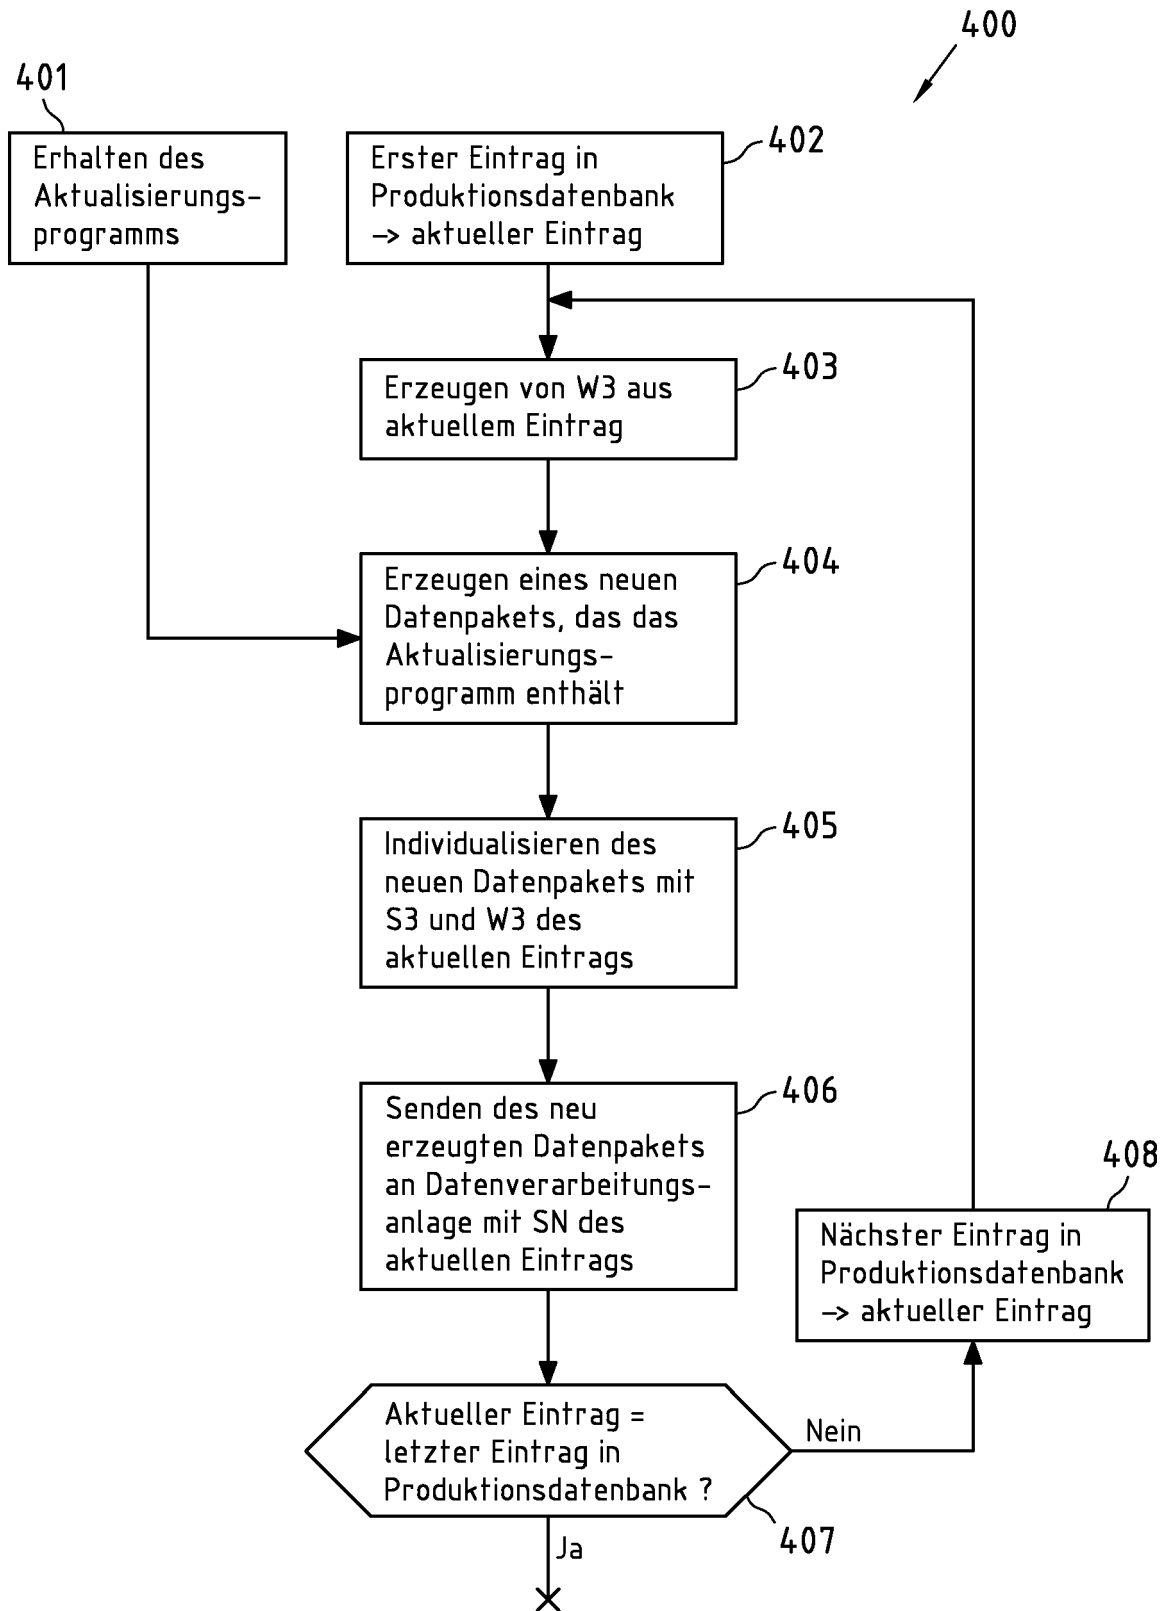 400
401
Erhalten des
Aktualisierungs-
programms
402
Erster Eintrag in
Produktionsdatenbank
-> aktueller Eintrag
403
Erzeugen von W3 aus
aktuellem Eintrag
404
Erzeugen eines neuen
Datenpakets, das das
Aktualisierungs-
programm enthält
405
Individualisieren des
neuen Datenpakets mit
S3 und W3 des
aktuellen Eintrags
406
Senden des neu
erzeugten Datenpakets
an Datenverarbeitungs-
anlage mit SN des
aktuellen Eintrags
408
Nächster Eintrag in
Produktionsdatenbank
-> aktueller Eintrag
Aktueller Eintrag =
letzter Eintrag in
Produktionsdatenbank ?
Nein
407
Ja